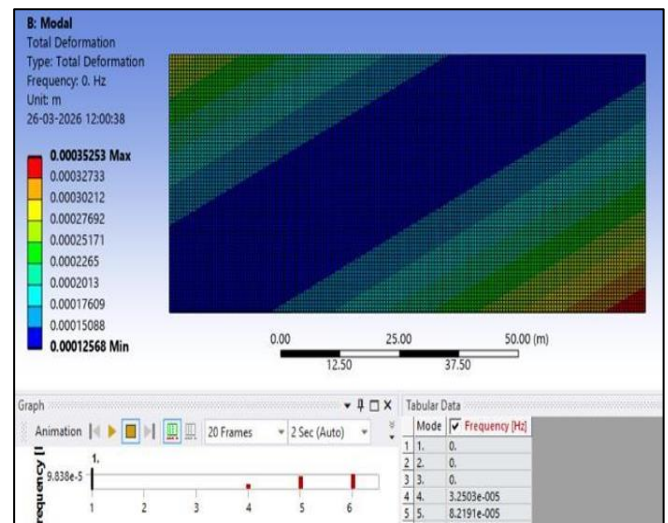 B: Modal
Total Deformation
Type: Total Deformation
Frequency: 0. Hz
Unit: m
26-03-2026 12:00:38
0.00035253 Max
0.00032733
0.00030212
0.00027692
0.00025171
0.0002265
0.0002013
0.00017609
0.00015088
0.00012568 Min
0.00 25.00 50.00 (m)
12.50 37.50
Graph
Animation 20 Frames 2 Sec (Auto)
1.
9.838e-5
1 2 3 4 5 6
Tabular Data
Mode Frequency [Hz]
1 1. 0.
2 2. 0.
3 3. 0.
4 4. 3.2503e-005
5 5. 8.2191e-005